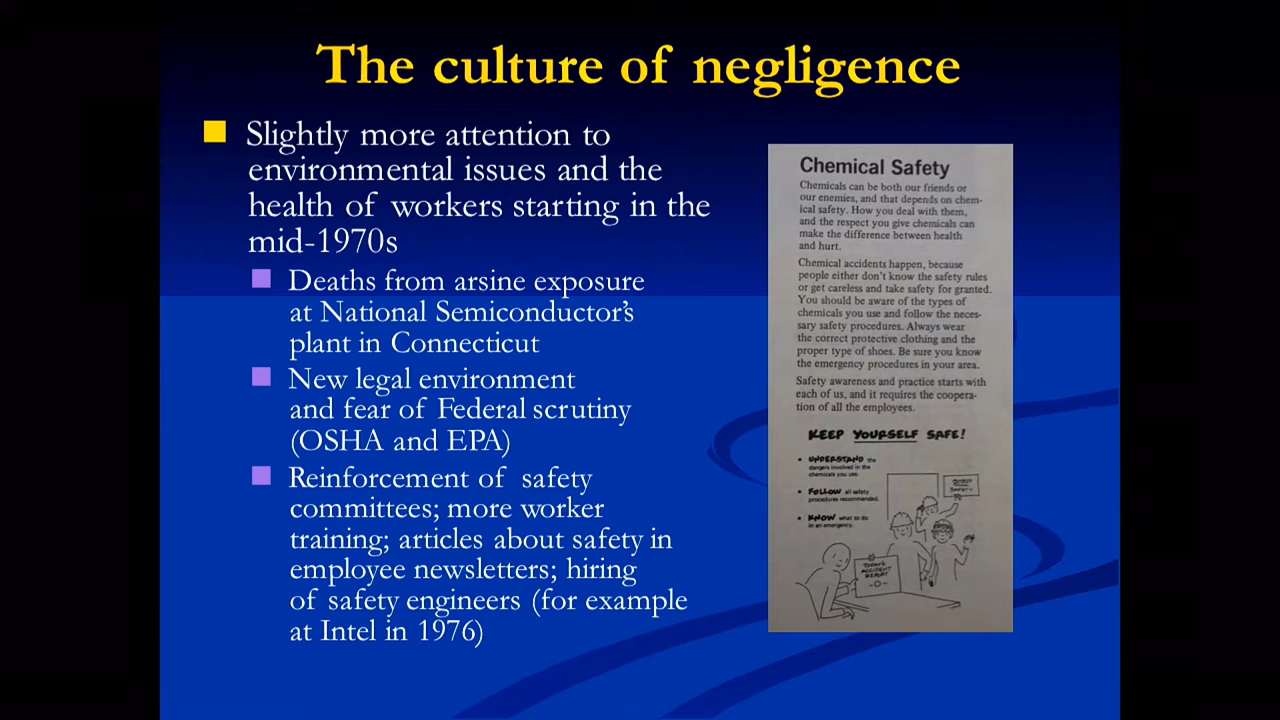 The culture of negligence
Slightly more attention to
environmental issues and the
health of workers starting in the
mid-1970s
Deaths from arsine exposure
at National Semiconductor's
plant in Connecticut
New legal environment
and fear of Federal scrutiny
(OSHA and EPA)
Reinforcement of safety
committees; more worker
training; articles about safety in
employee newsletters; hiring
of safety engineers (for example
at Intel in 1976)
Chemical Safety
Chemicals can be both our friends or
our enemies, and that depends on chem-
ical safety. How you deal with them,
and the respect you give chemicals can
make the difference between health
and hurt.
Chemical accidents happen, because
people either don't know the safety rules
or get careless and take safety for granted.
You should be aware of the types of
chemicals you use and follow the neces-
sary safety procedures. Always wear
the correct protective clothing and the
proper type of shoes. Be sure you know
the emergency procedures in your area.
Safety awareness and practice starts with
each of us, and it requires the coopera-
tion of all the employees.
KEEP YOURSELF SAFE!
• UNDERSTAND the
dangers involved in the
chemicals you use.
• FOLLOW all safety
procedures recommended.
• KNOW what to do
in an emergency.
SAFETY
TODAY'S
ACCIDENT
REPORT
-0-